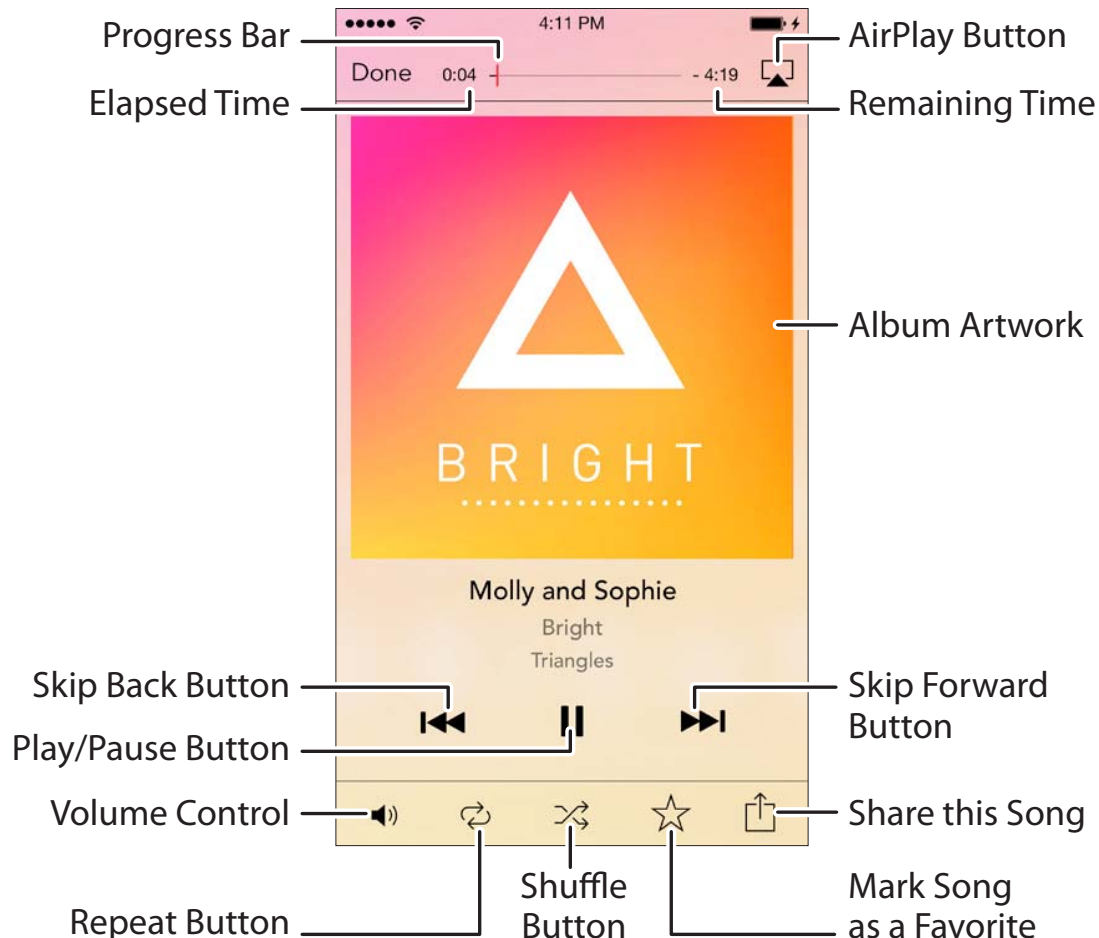 Progress Bar
4:11 PM
AirPlay Button
Done 0:04 - 4:19
Elapsed Time
Remaining Time
Album Artwork
BRIGHT
Molly and Sophie
Bright
Triangles
Skip Back Button
Skip Forward
Button
Play/Pause Button
Volume Control
Share this Song
Repeat Button
Shuffle
Button
Mark Song
as a Favorite